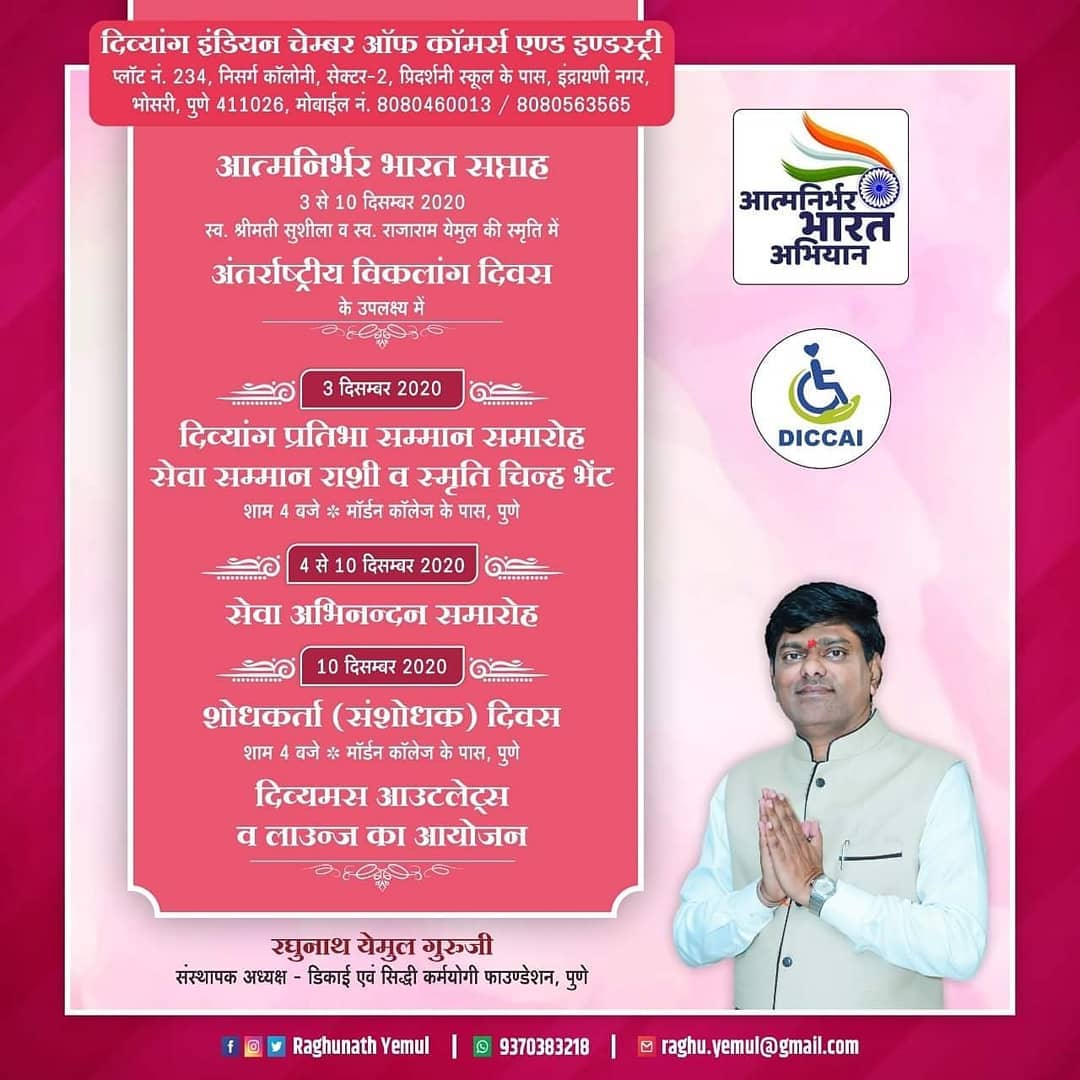 दिव्यांग इंडियन चेम्बर ऑफ कॉमर्स एण्ड इण्डस्ट्री
प्लॉट नं. 234, निसर्ग कॉलोनी, सेक्टर-2, प्रिदर्शनी स्कूल के पास, इंद्रायणी नगर,
भोसरी, पुणे 411026, मोबाईल नं. 8080460013 / 8080563565
आत्मनिर्भर भारत सप्ताह
3 से 10 दिसम्बर 2020
स्व. श्रीमती सुशीला व स्व. राजाराम येमुल की स्मृति में
अंतर्राष्ट्रीय विकलांग दिवस
के उपलक्ष्य में
3 दिसम्बर 2020
दिव्यांग प्रतिभा सम्मान समारोह
सेवा सम्मान राशी व स्मृति चिन्ह भेंट
शाम 4 बजे ❇ मॉर्डन कॉलेज के पास, पुणे
4 से 10 दिसम्बर 2020
सेवा अभिनन्दन समारोह
10 दिसम्बर 2020
शोधकर्ता (संशोधक) दिवस
शाम 4 बजे ❇ मॉर्डन कॉलेज के पास, पुणे
दिव्यमस आउटलेट्स
व लाउन्ज का आयोजन
आत्मनिर्भर
भारत
अभियान
DICCAI
रघुनाथ येमुल गुरुजी
संस्थापक अध्यक्ष - डिकाई एवं सिद्धी कर्मयोगी फाउण्डेशन, पुणे
Raghunath Yemul | 9370383218 | raghu.yemul@gmail.com